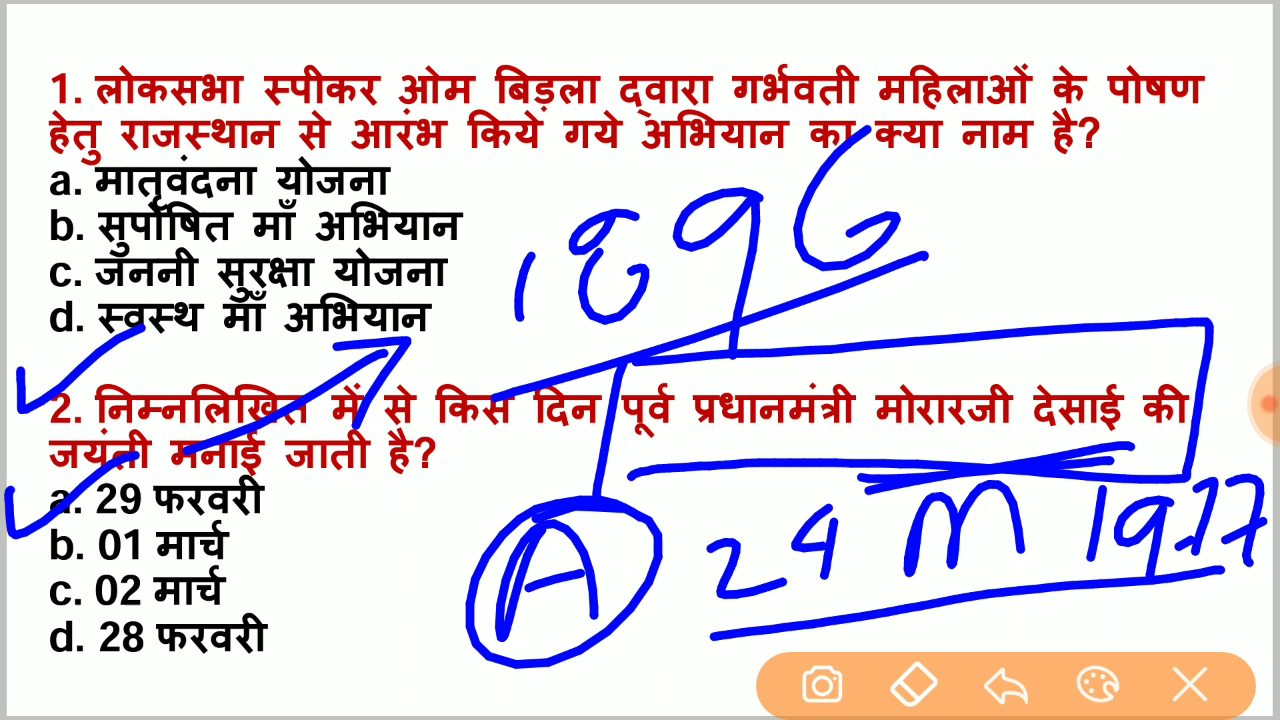 1. लोकसभा स्पीकर ओम बिड़ला द्वारा गर्भवती महिलाओं के पोषण
हेतु राजस्थान से आरंभ किये गये अभियान का क्या नाम है?
a. मातृवंदना योजना
b. सुपोषित माँ अभियान
c. जननी सुरक्षा योजना
d. स्वस्थ माँ अभियान
1896
2. निम्नलिखित में से किस दिन पूर्व प्रधानमंत्री मोरारजी देसाई की
जयंती मनाई जाती है?
a. 29 फरवरी
b. 01 मार्च
c. 02 मार्च
d. 28 फरवरी
A
24 m 1977